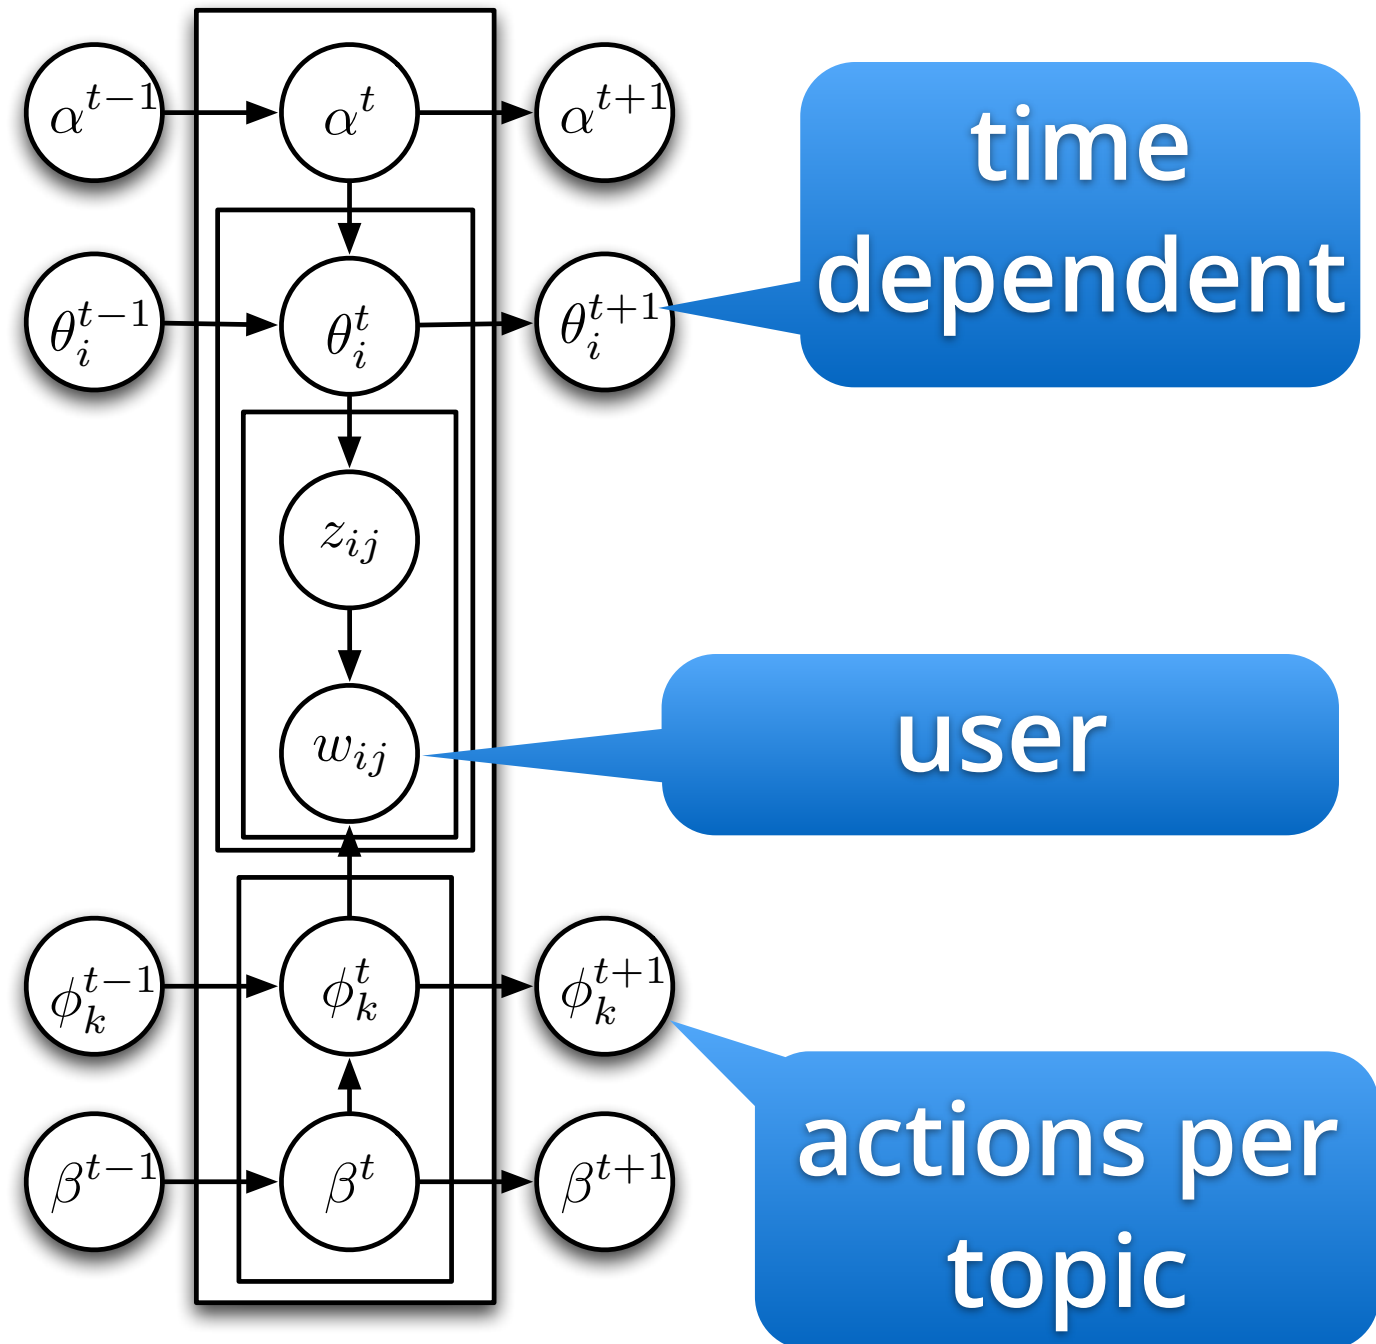 α^{t−1} α^t α^{t+1}
time
dependent
θ_i^{t−1} θ_i^t θ_i^{t+1}
z_{ij}
w_{ij}
user
φ_k^{t−1} φ_k^t φ_k^{t+1}
actions per
topic
β^{t−1} β^t β^{t+1}